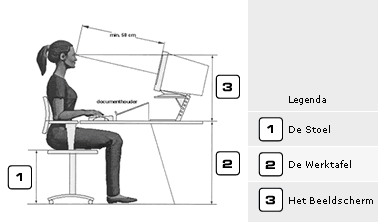 min. 50 cm
documenthouder
3
2
1
Legenda
1 De Stoel
2 De Werktafel
3 Het Beeldscherm